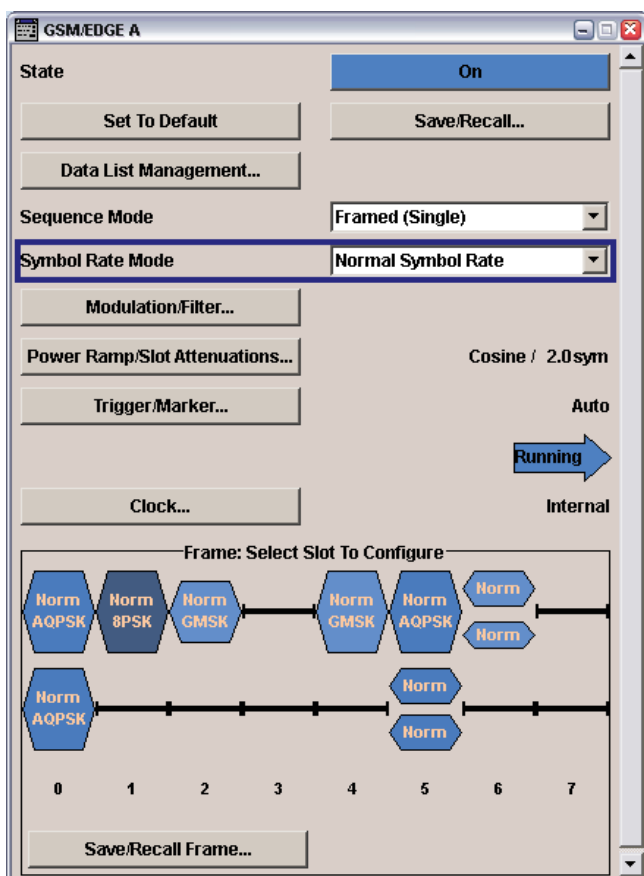 GSM/EDGE A
State On
Set To Default Save/Recall...
Data List Management...
Sequence Mode Framed (Single)
Symbol Rate Mode Normal Symbol Rate
Modulation/Filter...
Power Ramp/Slot Attenuations... Cosine / 2.0 sym
Trigger/Marker... Auto
Running
Clock... Internal
Frame: Select Slot To Configure
Norm AQPSK
Norm 8PSK
Norm GMSK
Norm GMSK
Norm AQPSK
Norm
Norm
Norm AQPSK
Norm
Norm
0 1 2 3 4 5 6 7
Save/Recall Frame...